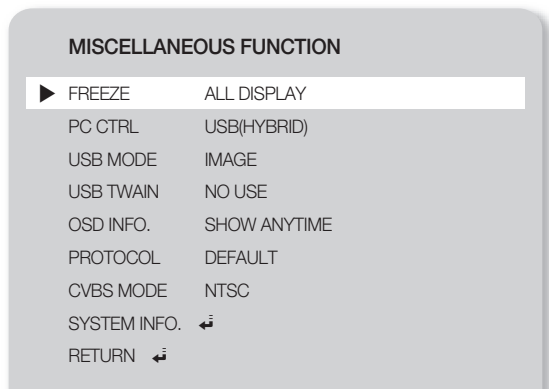 MISCELLANEOUS FUNCTION
FREEZE ALL DISPLAY
PC CTRL USB(HYBRID)
USB MODE IMAGE
USB TWAIN NO USE
OSD INFO. SHOW ANYTIME
PROTOCOL DEFAULT
CVBS MODE NTSC
SYSTEM INFO.
RETURN